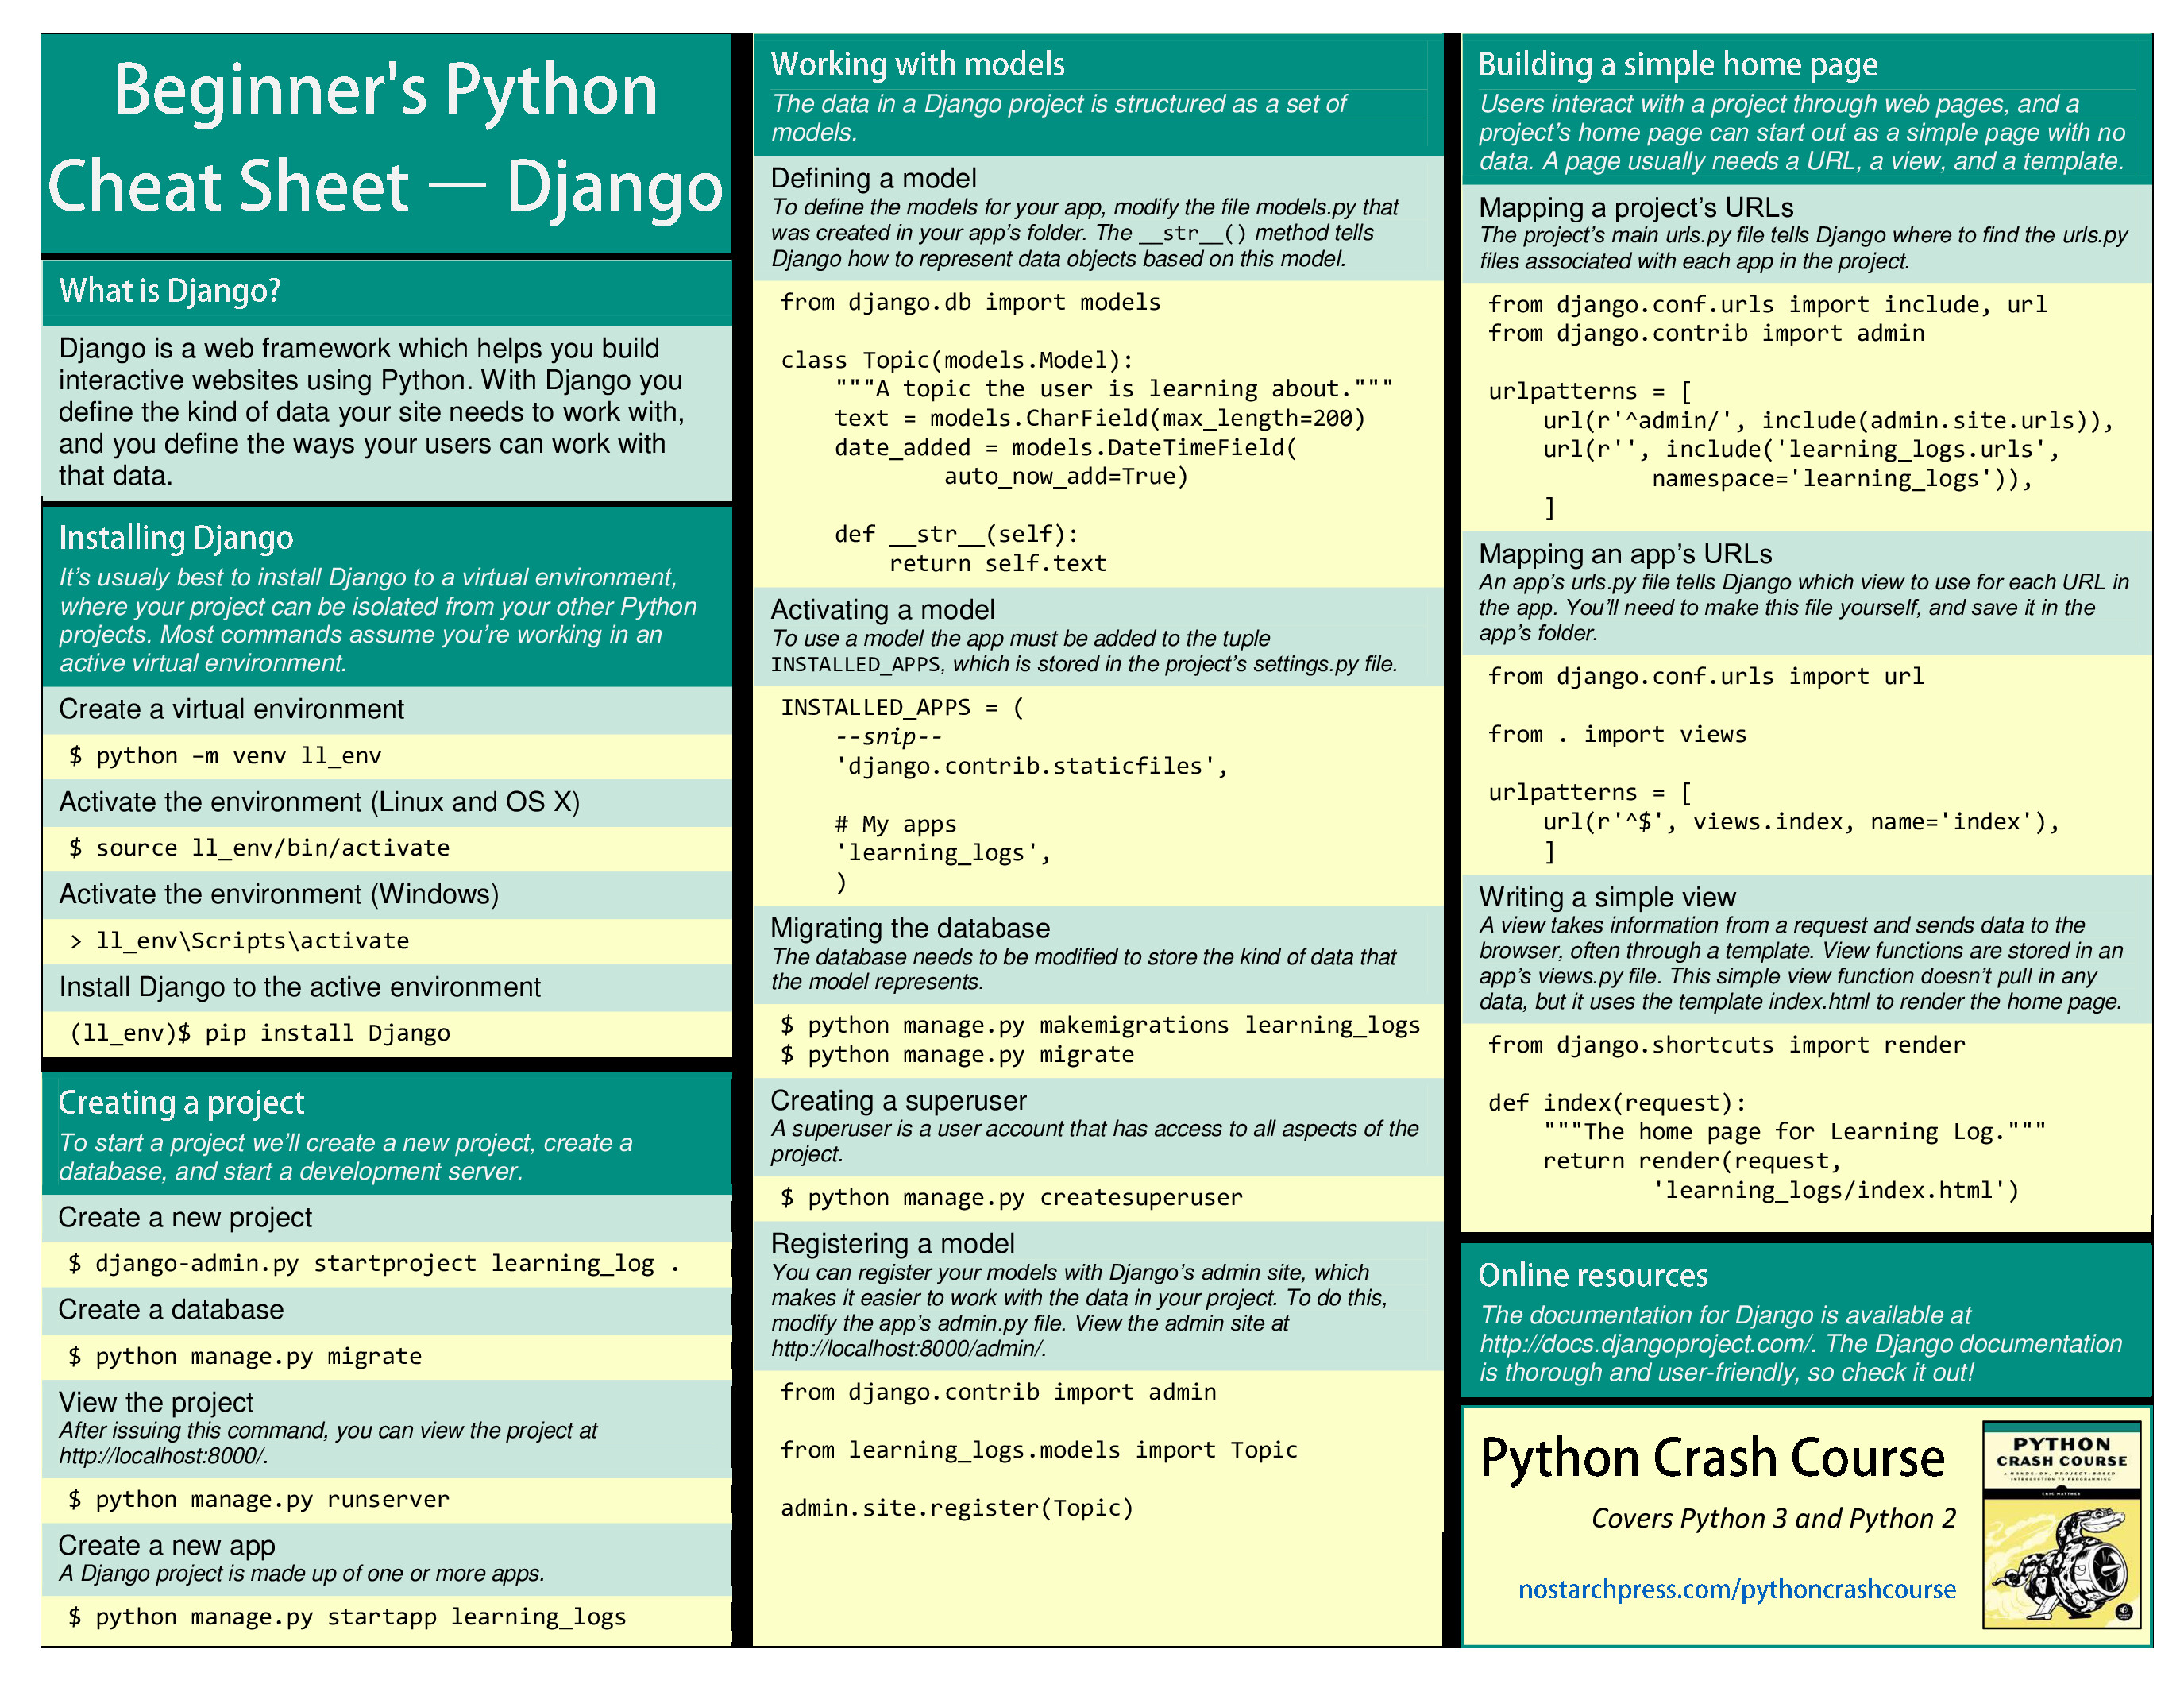 Beginner's Python
Cheat Sheet — Django
What is Django?
Django is a web framework which helps you build
interactive websites using Python. With Django you
define the kind of data your site needs to work with,
and you define the ways your users can work with
that data.
Installing Django
It’s usualy best to install Django to a virtual environment,
where your project can be isolated from your other Python
projects. Most commands assume you’re working in an
active virtual environment.
Create a virtual environment
$ python –m venv ll_env
Activate the environment (Linux and OS X)
$ source ll_env/bin/activate
Activate the environment (Windows)
> ll_env\Scripts\activate
Install Django to the active environment
(ll_env)$ pip install Django
Creating a project
To start a project we’ll create a new project, create a
database, and start a development server.
Create a new project
$ django-admin.py startproject learning_log .
Create a database
$ python manage.py migrate
View the project
After issuing this command, you can view the project at
http://localhost:8000/.
$ python manage.py runserver
Create a new app
A Django project is made up of one or more apps.
$ python manage.py startapp learning_logs
Working with models
The data in a Django project is structured as a set of
models.
Defining a model
To define the models for your app, modify the file models.py that
was created in your app’s folder. The __str__() method tells
Django how to represent data objects based on this model.
from django.db import models
class Topic(models.Model):
    """A topic the user is learning about."""
    text = models.CharField(max_length=200)
    date_added = models.DateTimeField(
            auto_now_add=True)
    def __str__(self):
        return self.text
Activating a model
To use a model the app must be added to the tuple
INSTALLED_APPS, which is stored in the project’s settings.py file.
INSTALLED_APPS = (
    --snip--
    'django.contrib.staticfiles',
    # My apps
    'learning_logs',
    )
Migrating the database
The database needs to be modified to store the kind of data that
the model represents.
$ python manage.py makemigrations learning_logs
$ python manage.py migrate
Creating a superuser
A superuser is a user account that has access to all aspects of the
project.
$ python manage.py createsuperuser
Registering a model
You can register your models with Django’s admin site, which
makes it easier to work with the data in your project. To do this,
modify the app’s admin.py file. View the admin site at
http://localhost:8000/admin/.
from django.contrib import admin
from learning_logs.models import Topic
admin.site.register(Topic)
Building a simple home page
Users interact with a project through web pages, and a
project’s home page can start out as a simple page with no
data. A page usually needs a URL, a view, and a template.
Mapping a project’s URLs
The project’s main urls.py file tells Django where to find the urls.py
files associated with each app in the project.
from django.conf.urls import include, url
from django.contrib import admin
urlpatterns = [
    url(r'^admin/', include(admin.site.urls)),
    url(r'', include('learning_logs.urls',
            namespace='learning_logs')),
    ]
Mapping an app’s URLs
An app’s urls.py file tells Django which view to use for each URL in
the app. You’ll need to make this file yourself, and save it in the
app’s folder.
from django.conf.urls import url
from . import views
urlpatterns = [
    url(r'^$', views.index, name='index'),
    ]
Writing a simple view
A view takes information from a request and sends data to the
browser, often through a template. View functions are stored in an
app’s views.py file. This simple view function doesn’t pull in any
data, but it uses the template index.html to render the home page.
from django.shortcuts import render
def index(request):
    """The home page for Learning Log."""
    return render(request,
            'learning_logs/index.html')
Online resources
The documentation for Django is available at
http://docs.djangoproject.com/. The Django documentation
is thorough and user-friendly, so check it out!
Python Crash Course
Covers Python 3 and Python 2
nostarchpress.com/pythoncrashcourse
PYTHON
CRASH COURSE
A HANDS-ON, PROJECT-BASED
INTRODUCTION TO PROGRAMMING
ERIC MATTHES